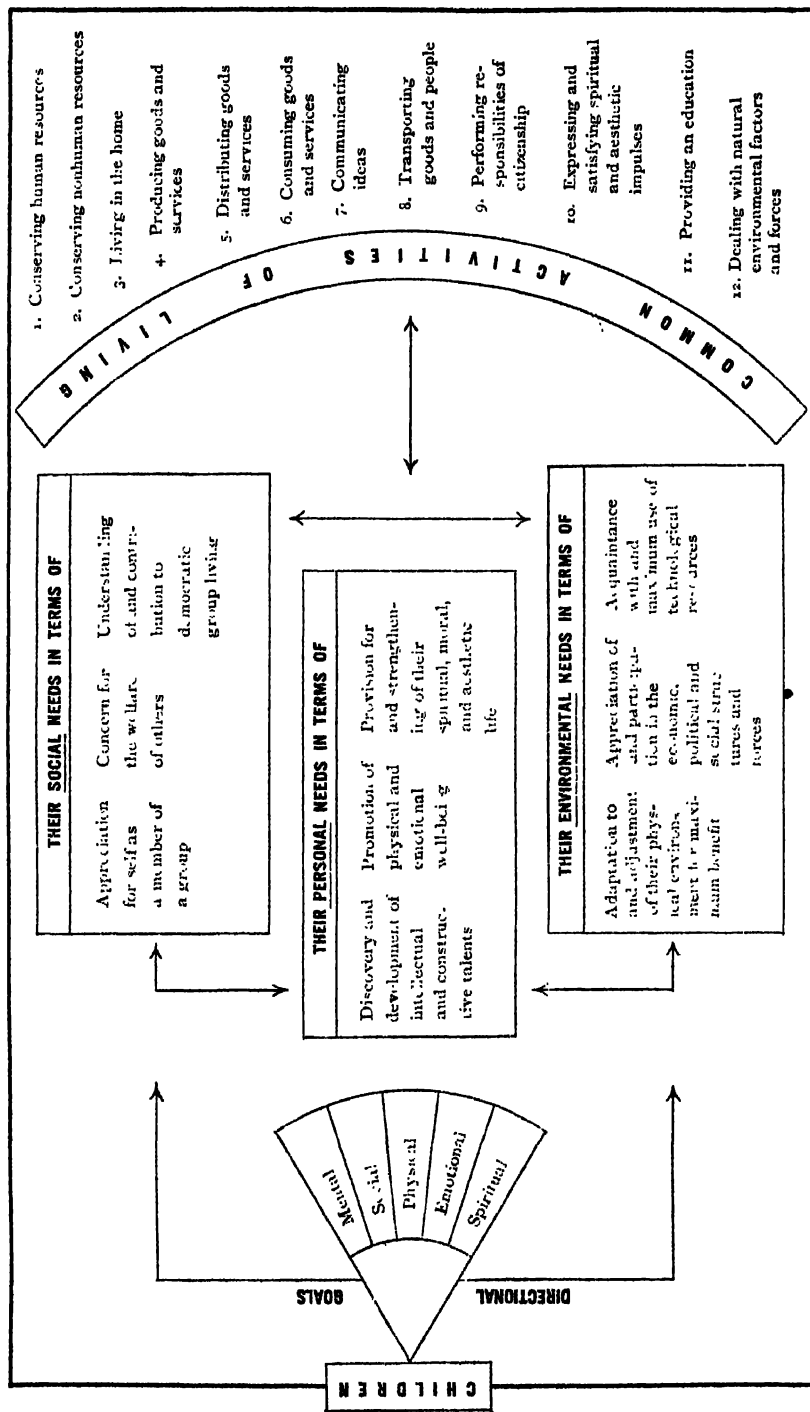 CHILDREN
GOALS
DIRECTIONAL
Mental
Social
Physical
Emotional
Spiritual
THEIR SOCIAL NEEDS IN TERMS OF
Appreciation
for self as
a member of
a group
Concern for
the welfare
of others
Understanding
of and contri-
bution to
democratic
group living
THEIR PERSONAL NEEDS IN TERMS OF
Discovery and
development of
intellectual
and construc-
tive talents
Promotion of
physical and
emotional
well-being
Provision for
and strengthen-
ing of their
spiritual, moral,
and aesthetic
life
THEIR ENVIRONMENTAL NEEDS IN TERMS OF
Adaptation to
and adjustment
of their phys-
ical environ-
ment for maxi-
mum benefit
Appreciation of
and participa-
tion in the
economic,
political and
social struc
tures and
forces
Acquaintance
with and
maximum use of
technological
resources
COMMON ACTIVITIES OF LIVING
1. Conserving human resources
2. Conserving nonhuman resources
3. Living in the home
4. Producing goods and
services
5. Distributing goods
and services
6. Consuming goods
and services
7. Communicating
ideas
8. Transporting
goods and people
9. Performing re-
sponsibilities of
citizenship
10. Expressing and
satisfying spiritual
and aesthetic
impulses
11. Providing an education
12. Dealing with natural
environmental factors
and forces